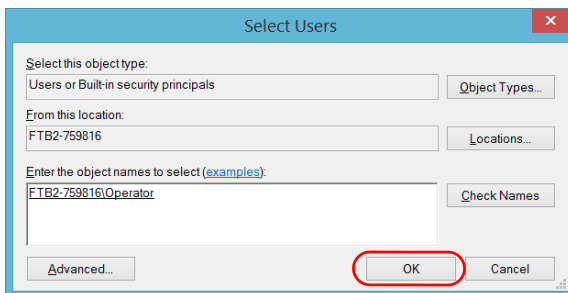 Select Users
Select this object type:
Users or Built-in security principals
Object Types...
From this location:
FTB2-759816
Locations...
Enter the object names to select (examples):
FTB2-759816\Operator
Check Names
Advanced...
OK
Cancel